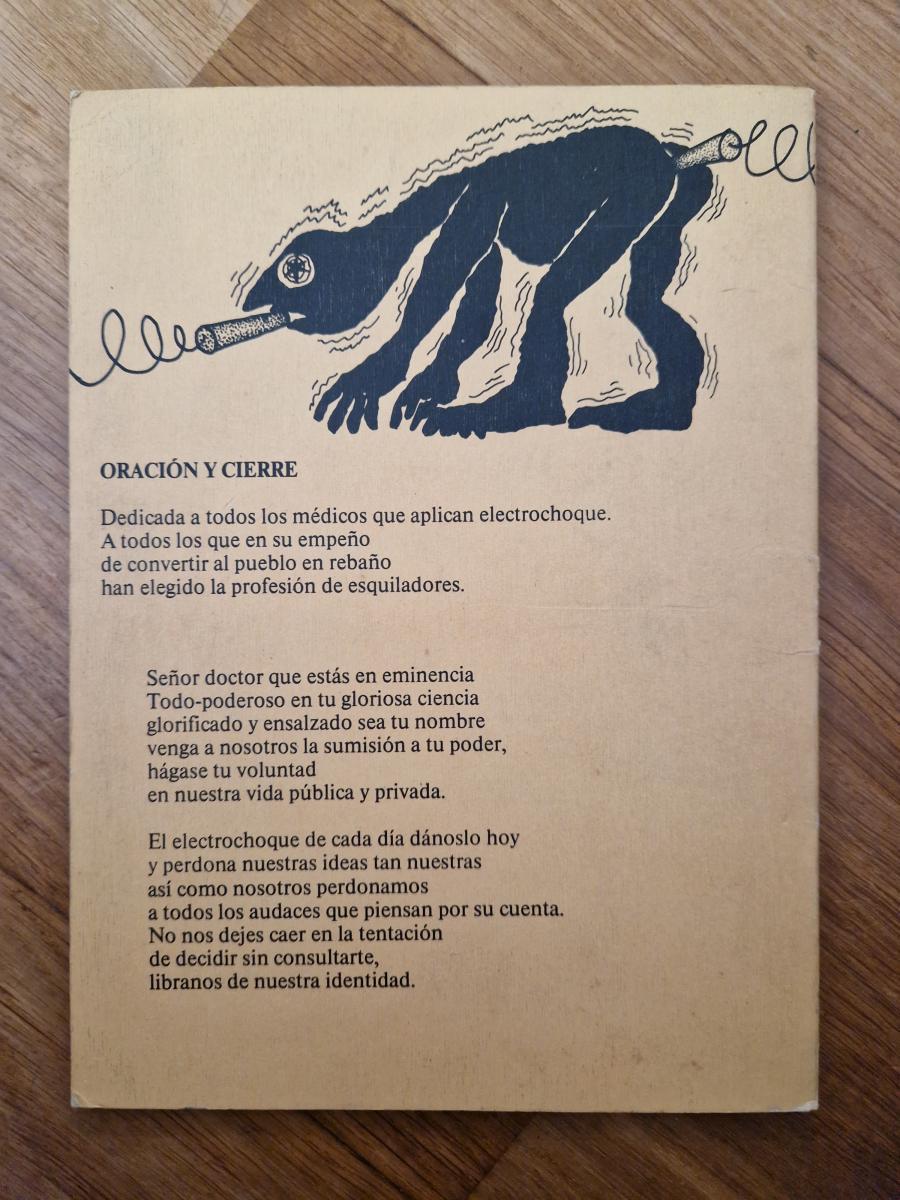 ORACIÓN Y CIERRE
Dedicada a todos los médicos que aplican electrochoque.
A todos los que en su empeño
de convertir al pueblo en rebaño
han elegido la profesión de esquiladores.
Señor doctor que estás en eminencia
Todo-poderoso en tu gloriosa ciencia
glorificado y ensalzado sea tu nombre
venga a nosotros la sumisión a tu poder,
hágase tu voluntad
en nuestra vida pública y privada.
El electrochoque de cada día dánoslo hoy
y perdona nuestras ideas tan nuestras
así como nosotros perdonamos
a todos los audaces que piensan por su cuenta.
No nos dejes caer en la tentación
de decidir sin consultarte,
libranos de nuestra identidad.